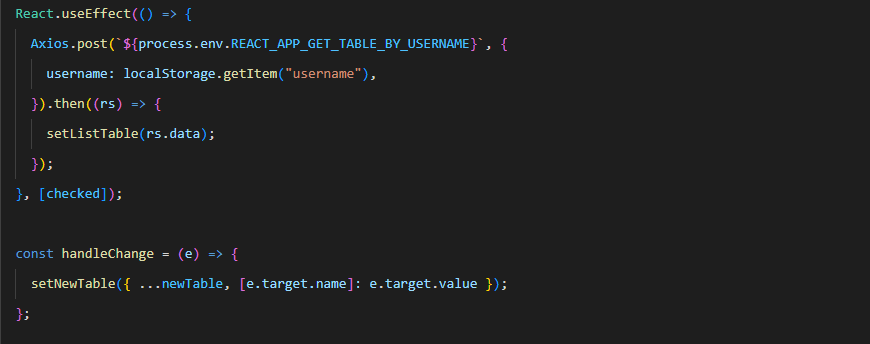 React.useEffect(() => {
Axios.post(`${process.env.REACT_APP_GET_TABLE_BY_USERNAME}`, {
username: localStorage.getItem("username"),
}).then((rs) => {
setListTable(rs.data);
});
}, [checked]);
const handleChange = (e) => {
setNewTable({ ...newTable, [e.target.name]: e.target.value });
};